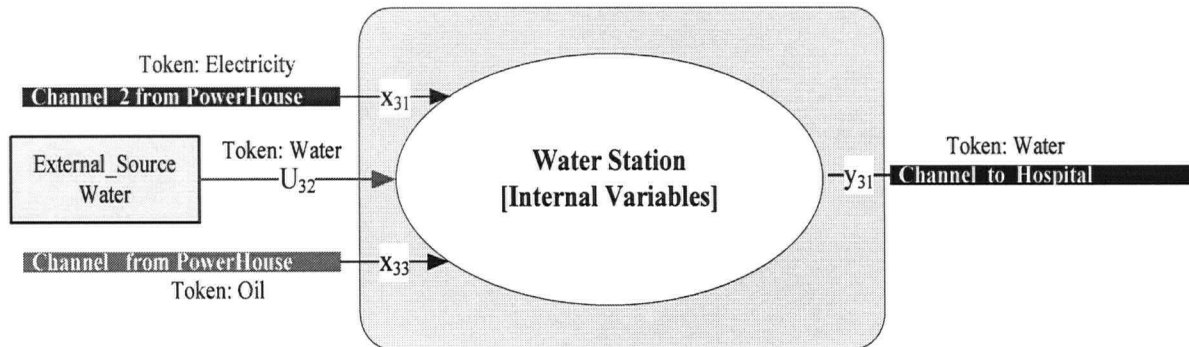 Token: Electricity
Channel 2 from PowerHouse
x31
External_Source
Water
Token: Water
U32
Channel from PowerHouse
x33
Token: Oil
Water Station
[Internal Variables]
y31
Token: Water
Channel to Hospital